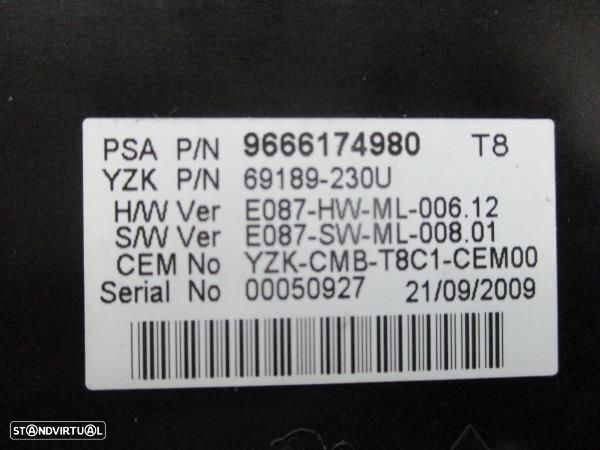 PSA P/N 9666174980 T8
YZK P/N 69189-230U
H/W Ver E087-HW-ML-006.12
S/W Ver E087-SW-ML-008.01
CEM No YZK-CMB-T8C1-CEM00
Serial No 00050927 21/09/2009
STANDVIRTUAL